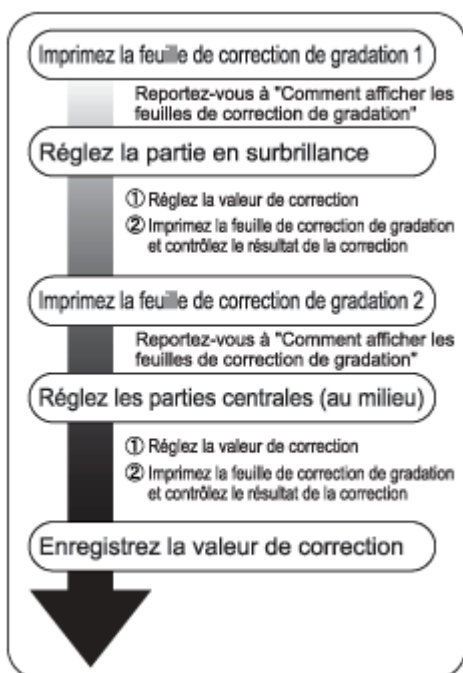 Imprimez la feuille de correction de gradation 1
Reportez-vous à "Comment afficher les
feuilles de correction de gradation"
Réglez la partie en surbrillance
① Réglez la valeur de correction
② Imprimez la feuille de correction de gradation
et contrôlez le résultat de la correction
Imprimez la feuille de correction de gradation 2
Reportez-vous à "Comment afficher les
feuilles de correction de gradation"
Réglez les parties centrales (au milieu)
① Réglez la valeur de correction
② Imprimez la feuille de correction de gradation
et contrôlez le résultat de la correction
Enregistrez la valeur de correction